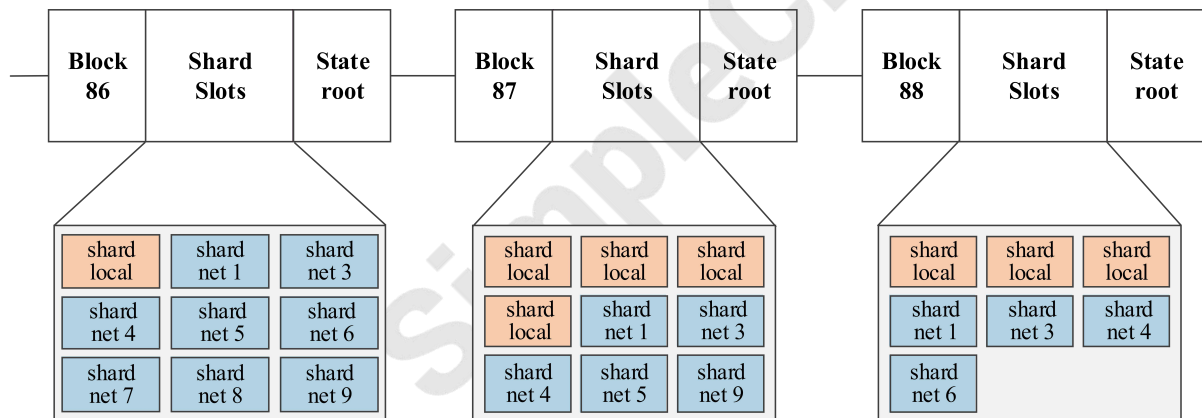 Block
86
Shard
Slots
State
root
Block
87
Shard
Slots
State
root
Block
88
Shard
Slots
State
root
shard
local
shard
net 1
shard
net 3
shard
net 4
shard
net 5
shard
net 6
shard
net 7
shard
net 8
shard
net 9
shard
local
shard
local
shard
local
shard
local
shard
net 1
shard
net 3
shard
net 4
shard
net 5
shard
net 9
shard
local
shard
local
shard
local
shard
net 1
shard
net 3
shard
net 4
shard
net 6
SimpleC